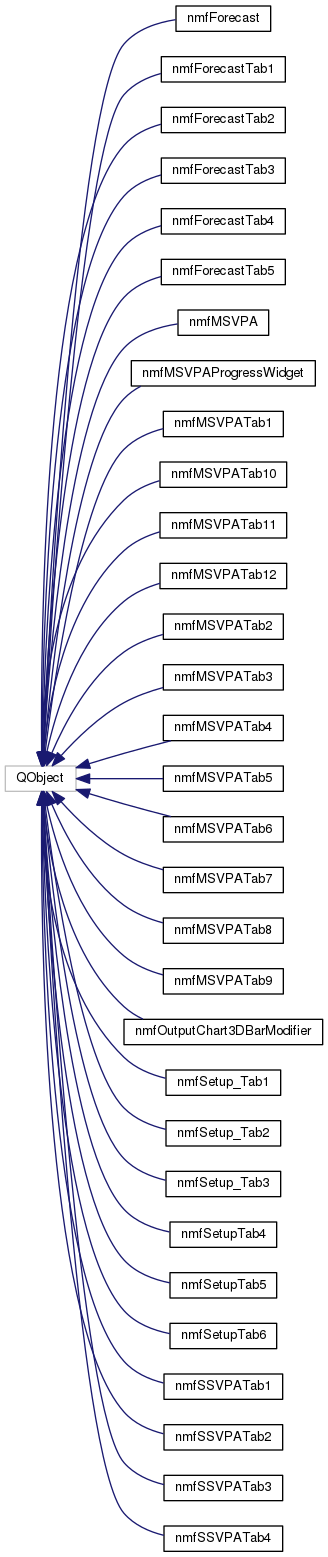 nmfForecast
nmfForecastTab1
nmfForecastTab2
nmfForecastTab3
nmfForecastTab4
nmfForecastTab5
nmfMSVPA
nmfMSVPAProgressWidget
nmfMSVPATab1
nmfMSVPATab10
nmfMSVPATab11
nmfMSVPATab12
nmfMSVPATab2
nmfMSVPATab3
nmfMSVPATab4
QObject
nmfMSVPATab5
nmfMSVPATab6
nmfMSVPATab7
nmfMSVPATab8
nmfMSVPATab9
nmfOutputChart3DBarModifier
nmfSetup_Tab1
nmfSetup_Tab2
nmfSetup_Tab3
nmfSetupTab4
nmfSetupTab5
nmfSetupTab6
nmfSSVPATab1
nmfSSVPATab2
nmfSSVPATab3
nmfSSVPATab4